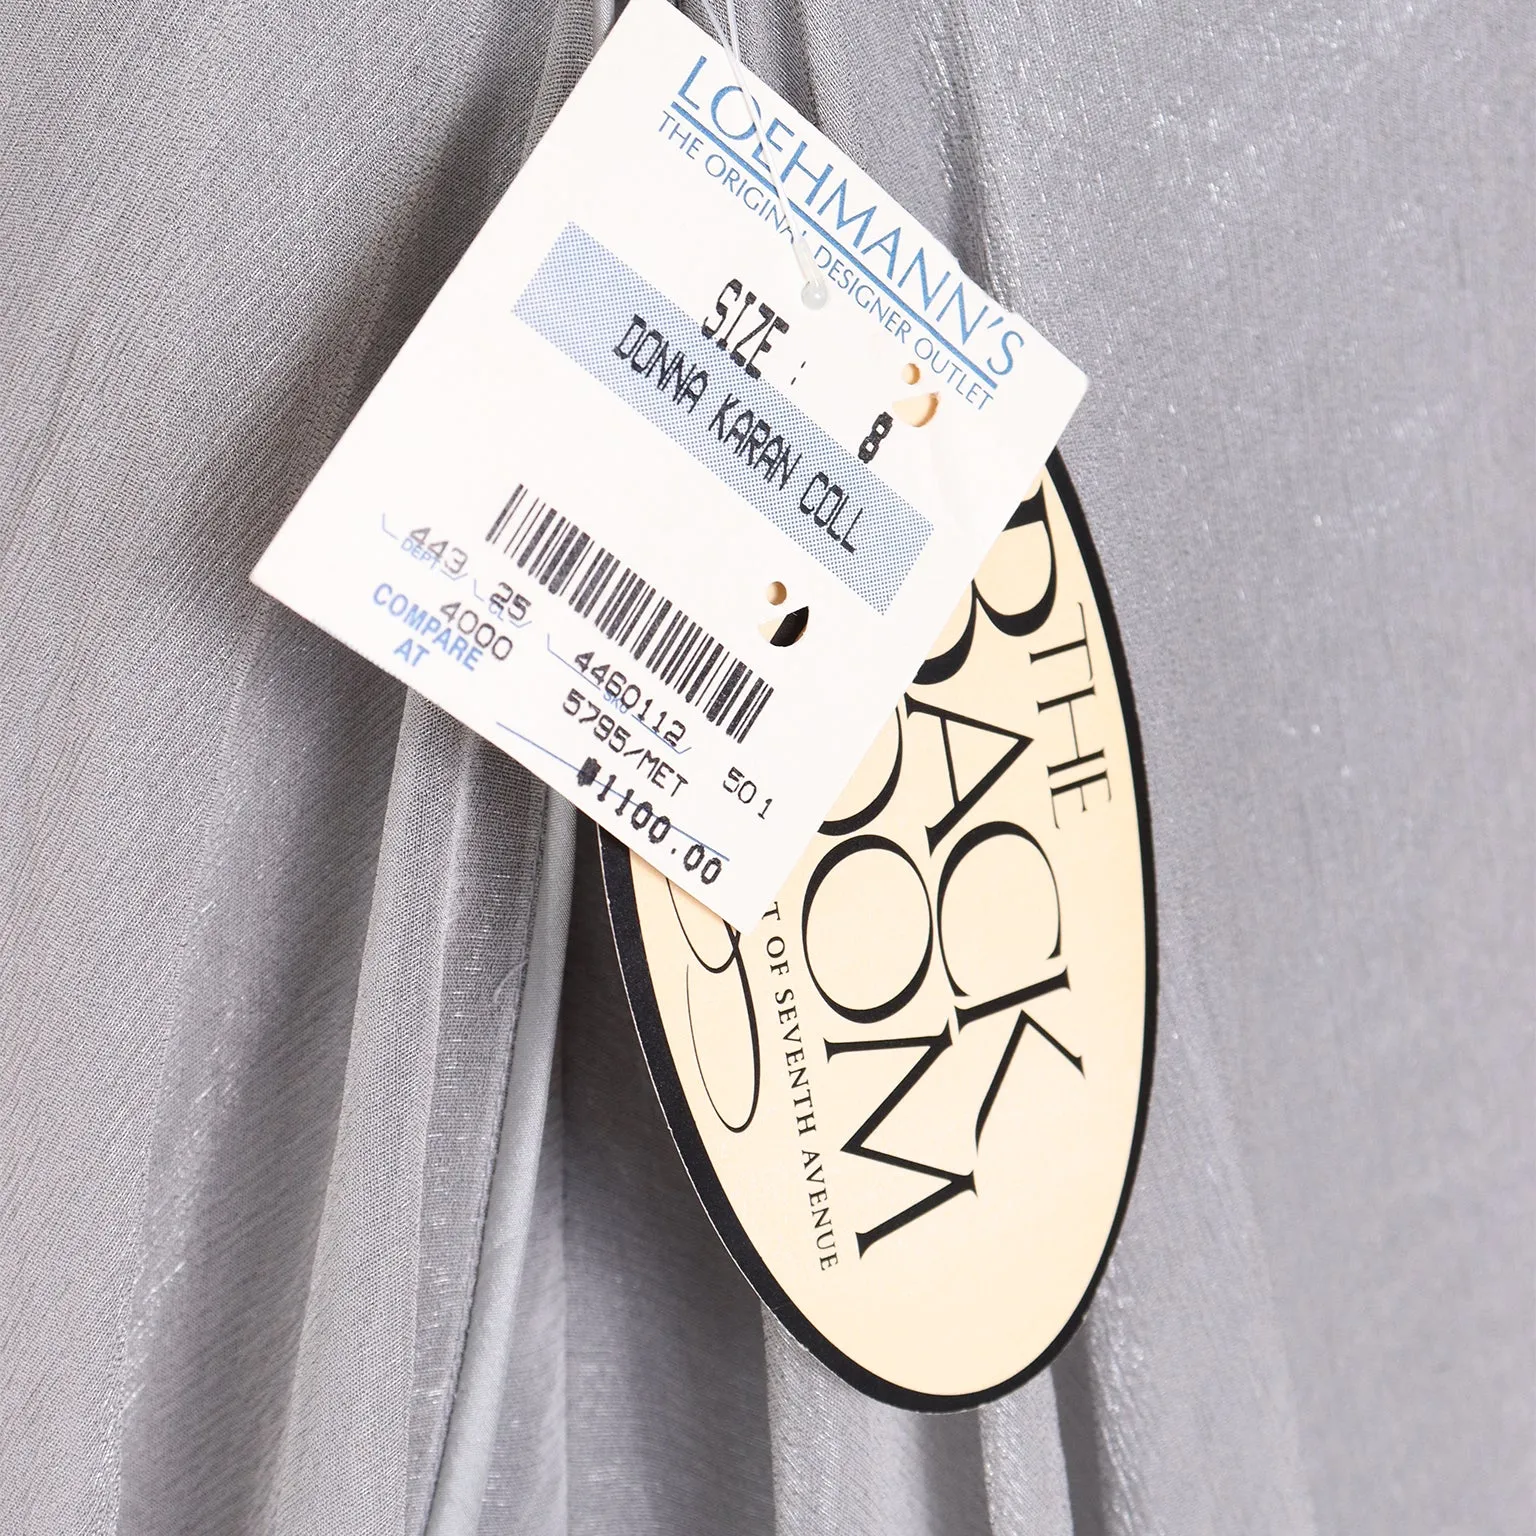 LOEHMANN'S
THE ORIGINAL DESIGNER OUTLET
SIZE : 8
DONNA KARAN COLL
443 25 4460112
DEPT. CL. SKU
4000 5795/MET 501
COMPARE
AT
$1100.00
THE
BACK
OOM
T OF SEVENTH AVENUE